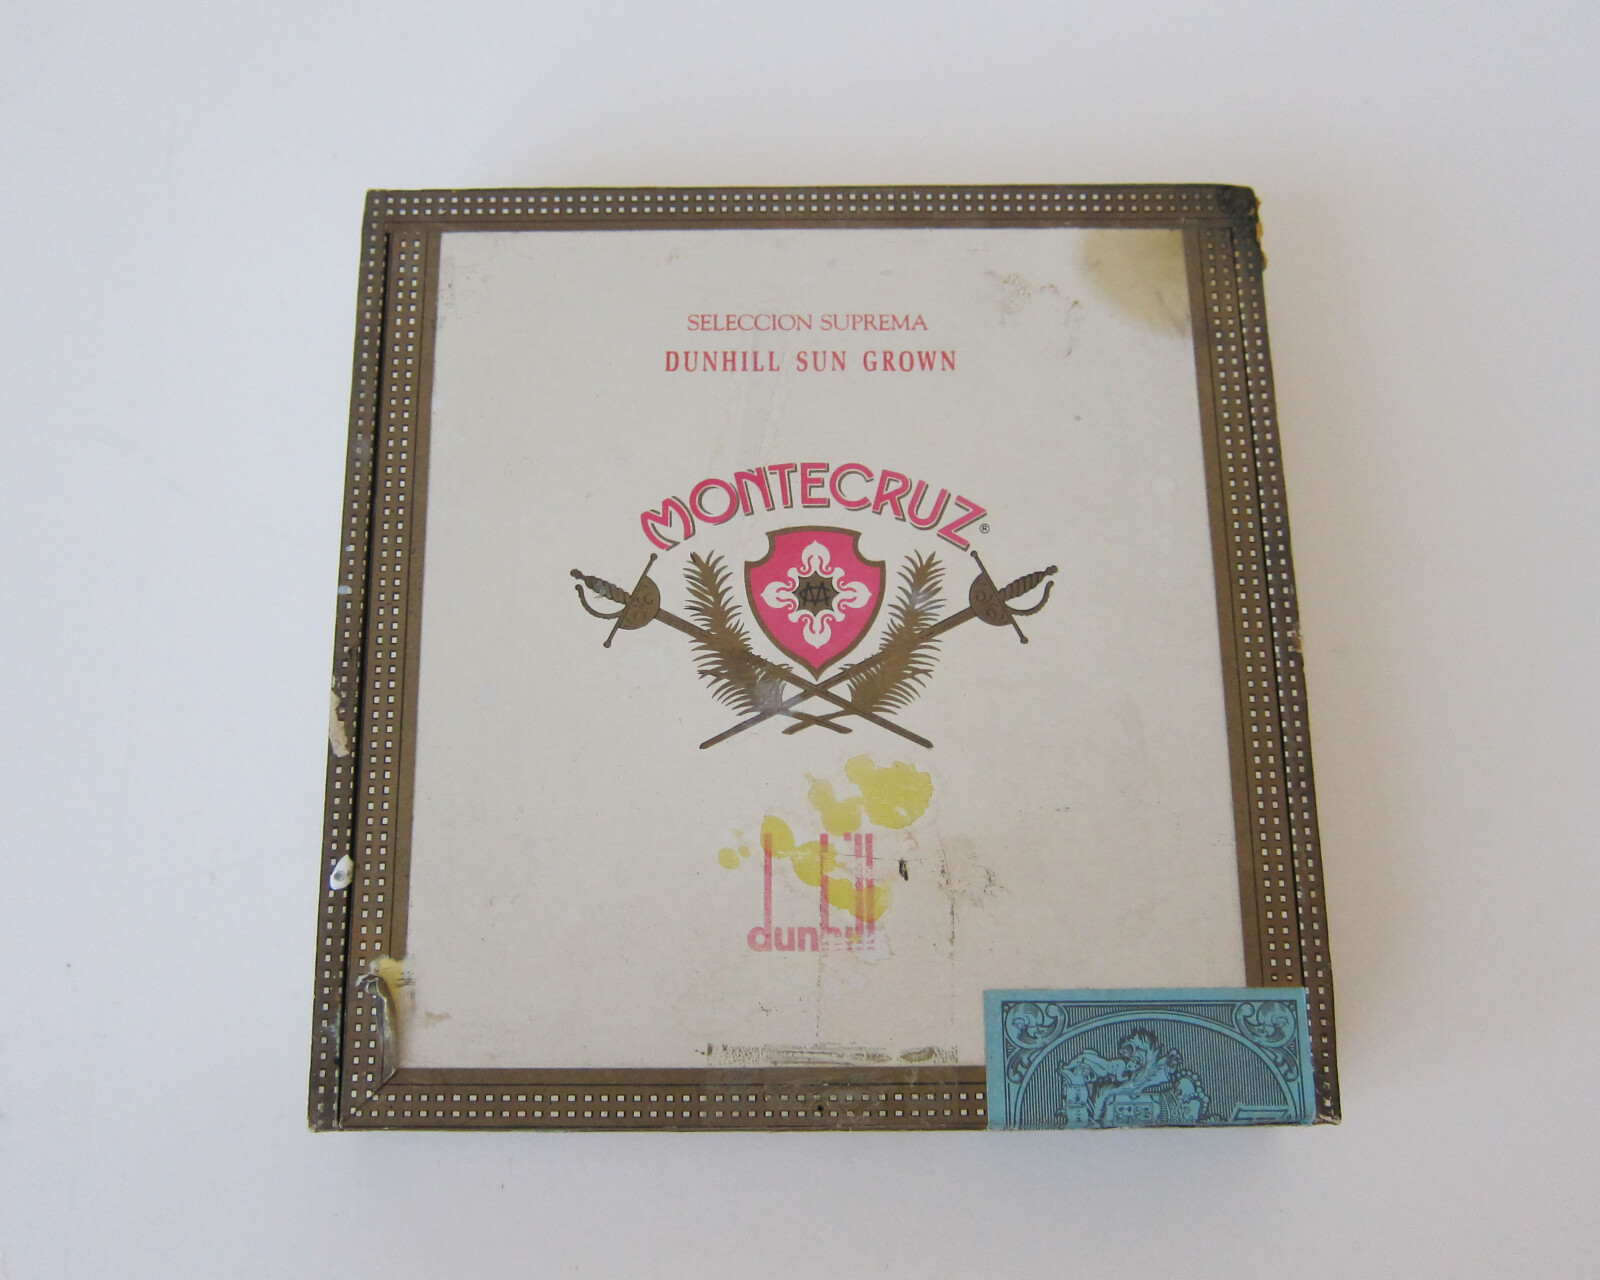 SELECCION SUPREMA
DUNHILL SUN GROWN
MONTECRUZ®
dunhill